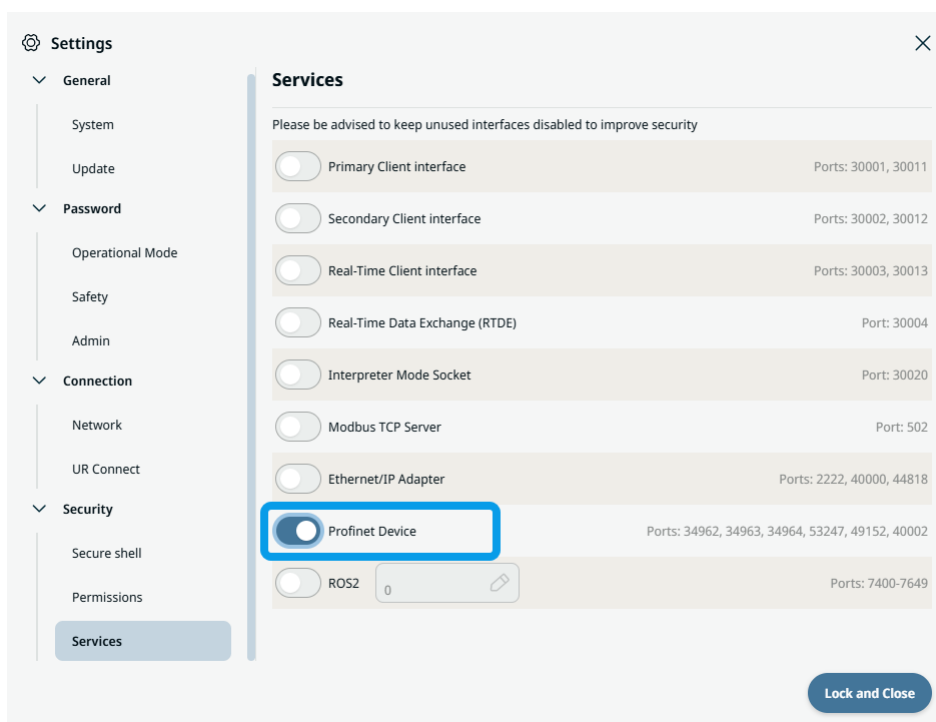 Settings
General
System
Update
Password
Operational Mode
Safety
Admin
Connection
Network
UR Connect
Security
Secure shell
Permissions
Services
Services
Please be advised to keep unused interfaces disabled to improve security
Primary Client interface Ports: 30001, 30011
Secondary Client interface Ports: 30002, 30012
Real-Time Client interface Ports: 30003, 30013
Real-Time Data Exchange (RTDE) Port: 30004
Interpreter Mode Socket Port: 30020
Modbus TCP Server Port: 502
Ethernet/IP Adapter Ports: 2222, 40000, 44818
Profinet Device Ports: 34962, 34963, 34964, 53247, 49152, 40002
ROS2 0 Ports: 7400-7649
Lock and Close